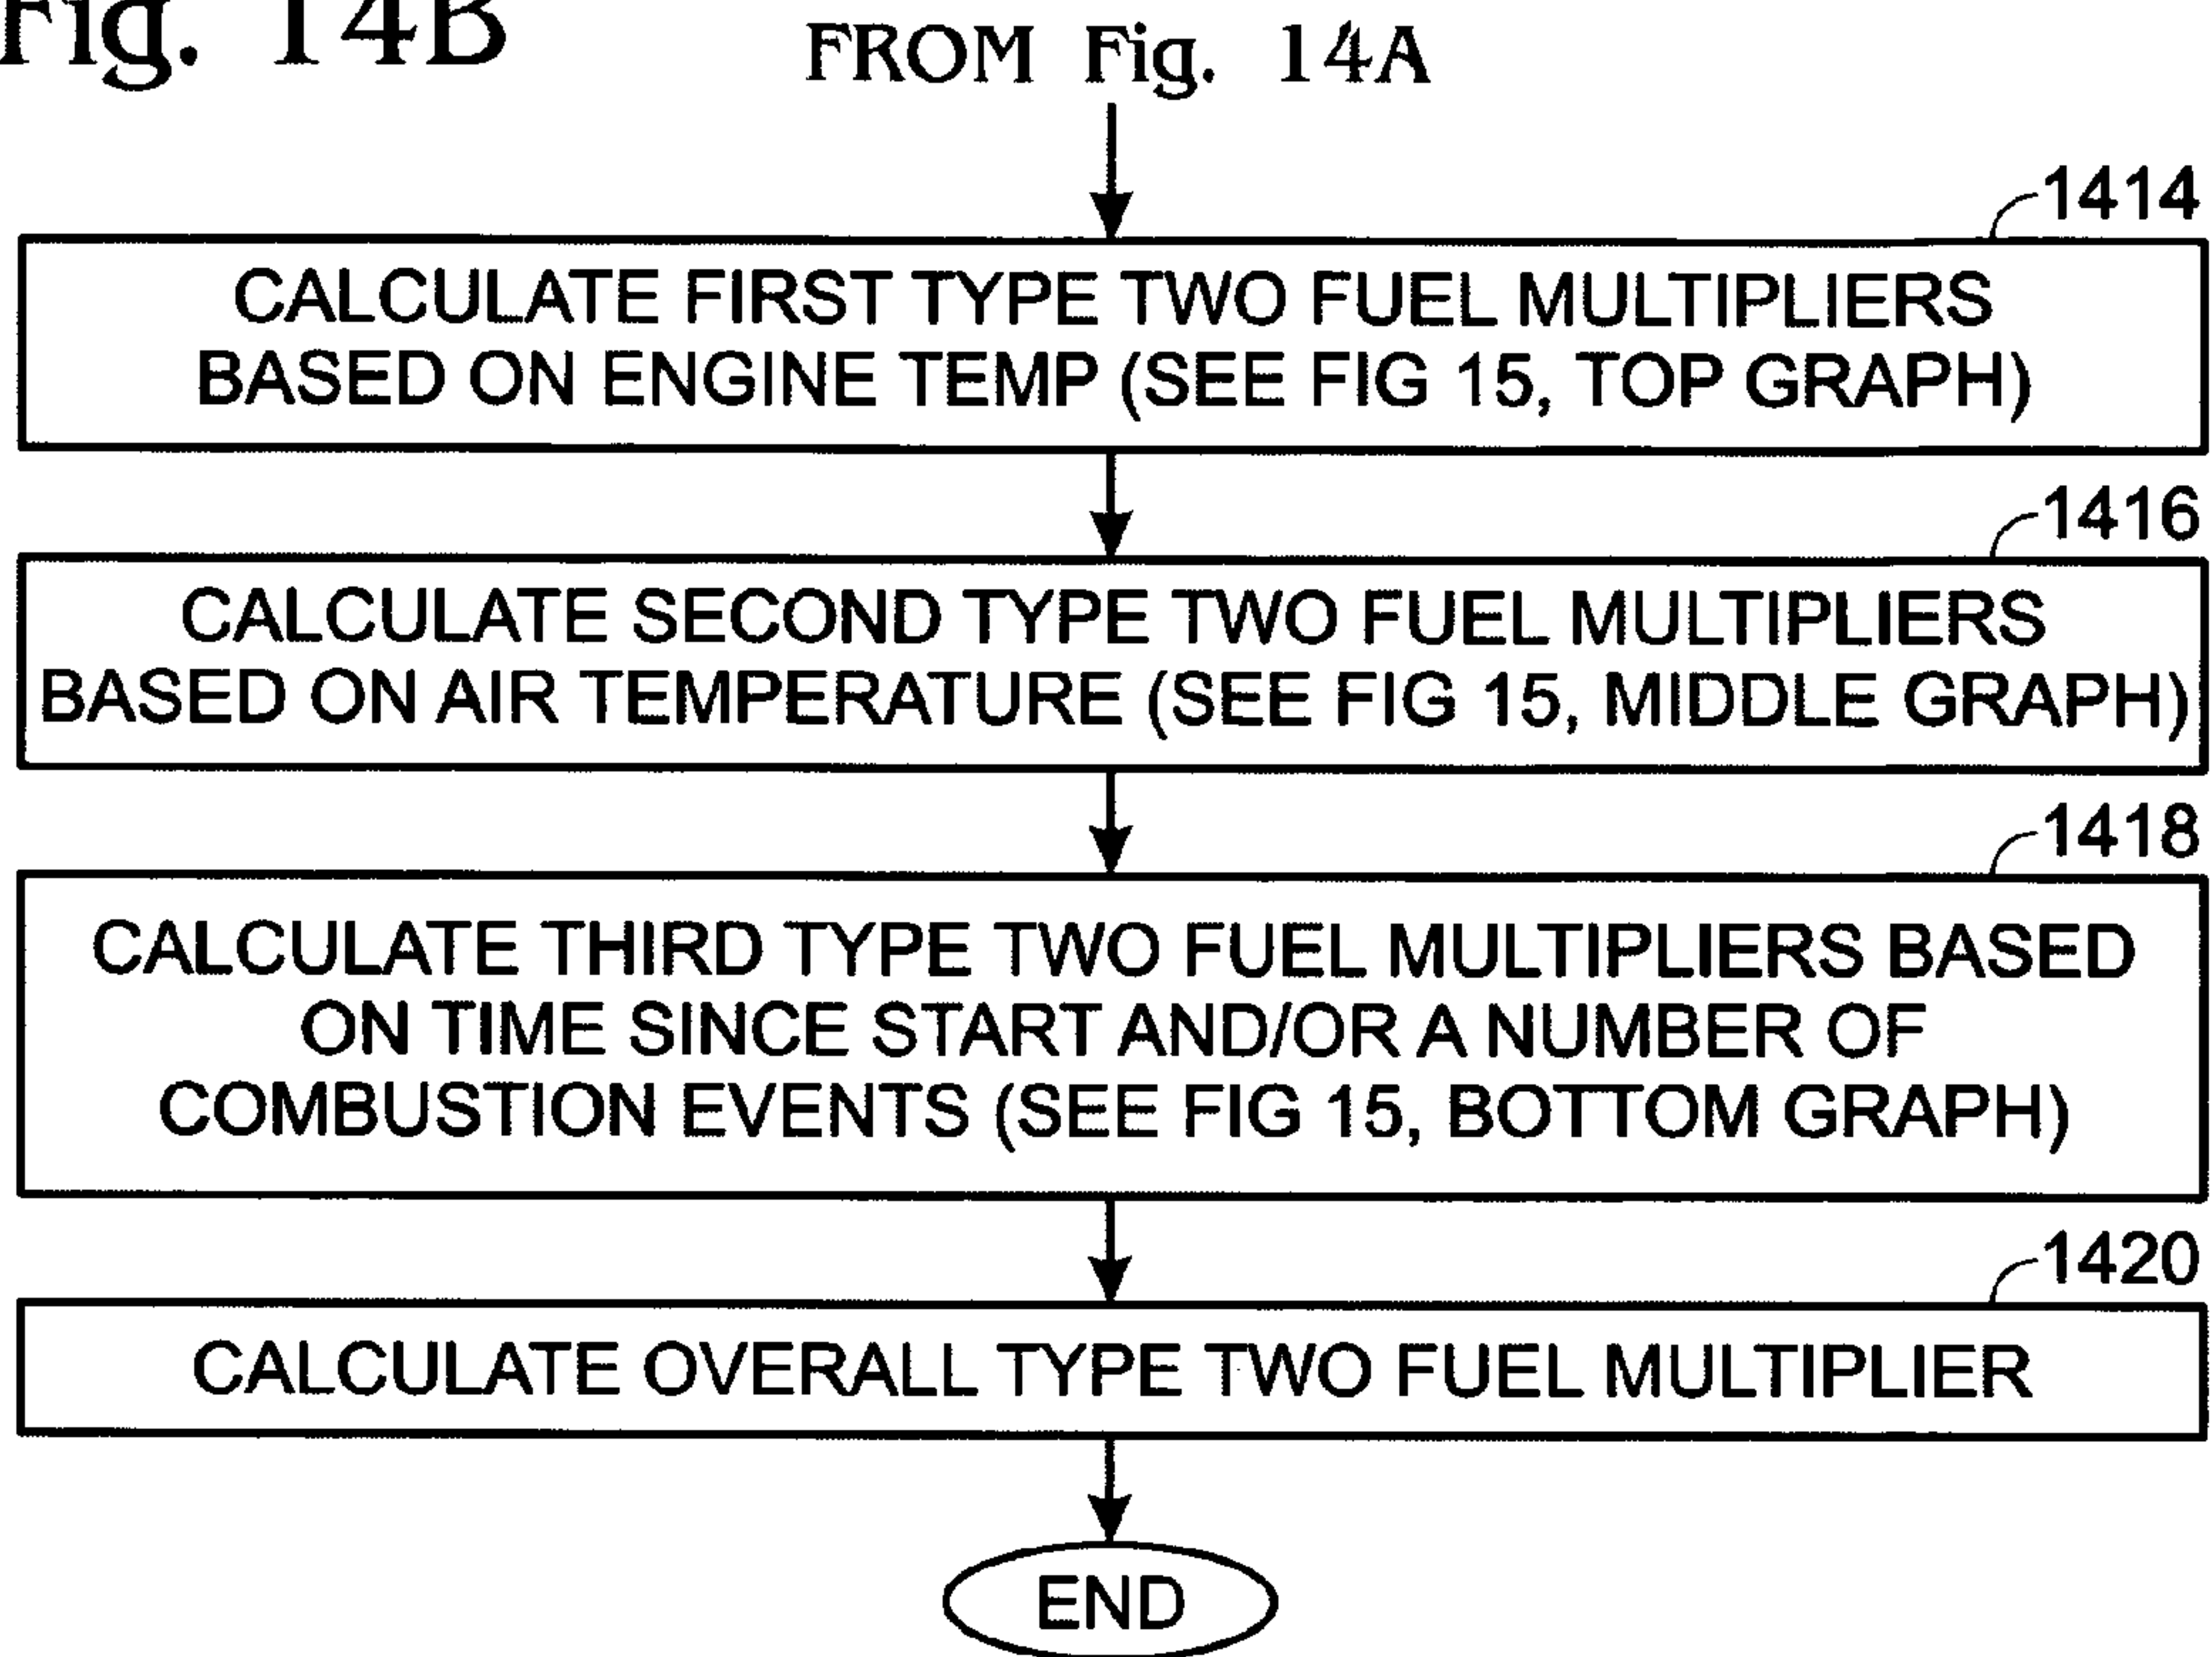 Fig. 14B
FROM Fig. 14A
1414
CALCULATE FIRST TYPE TWO FUEL MULTIPLIERS
BASED ON ENGINE TEMP (SEE FIG 15, TOP GRAPH)
1416
CALCULATE SECOND TYPE TWO FUEL MULTIPLIERS
BASED ON AIR TEMPERATURE (SEE FIG 15, MIDDLE GRAPH)
1418
CALCULATE THIRD TYPE TWO FUEL MULTIPLIERS BASED
ON TIME SINCE START AND/OR A NUMBER OF
COMBUSTION EVENTS (SEE FIG 15, BOTTOM GRAPH)
1420
CALCULATE OVERALL TYPE TWO FUEL MULTIPLIER
END